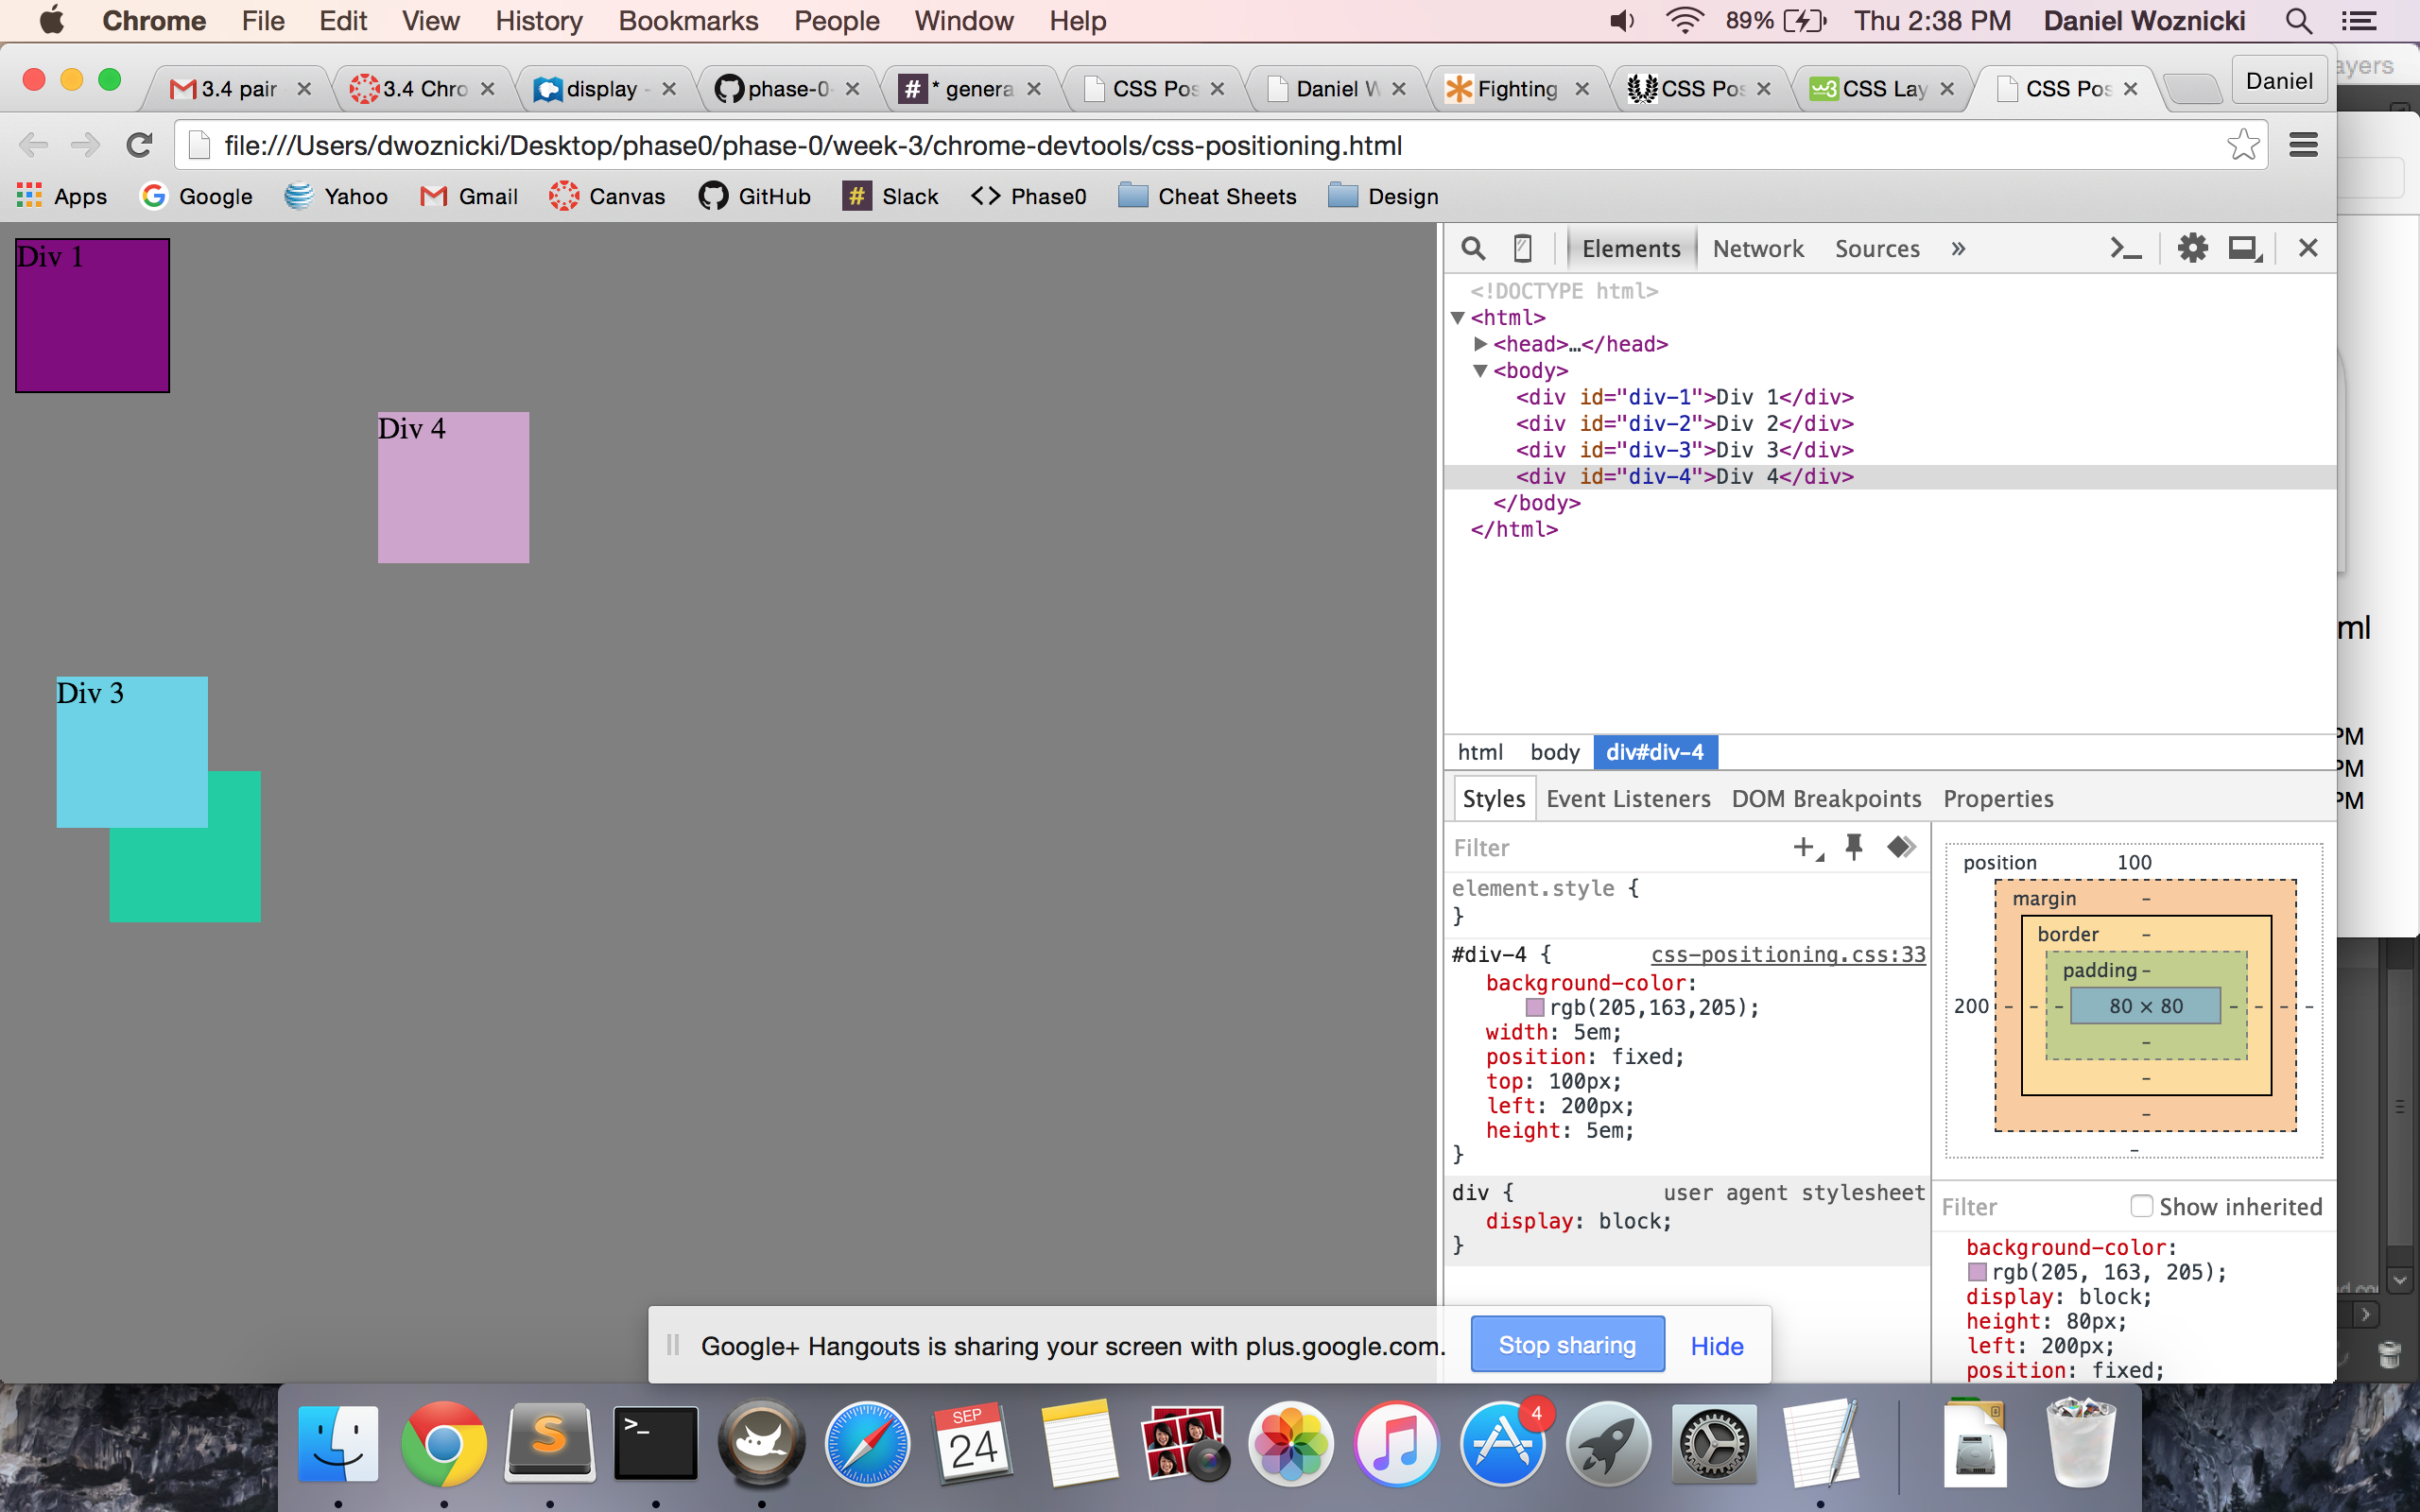 Chrome File Edit View History Bookmarks People Window Help 89% Thu 2:38 PM Daniel Woznicki
3.4 pair 3.4 Chro display - phase-0- # * genera CSS Pos Daniel W Fighting CSS Pos w3 CSS Lay CSS Pos Daniel ayers
file:///Users/dwoznicki/Desktop/phase0/phase-0/week-3/chrome-devtools/css-positioning.html
Apps Google Yahoo Gmail Canvas GitHub # Slack <> Phase0 Cheat Sheets Design
Div 1
Div 4
Div 3
Elements Network Sources »
<!DOCTYPE html>
<html>
<head>…</head>
<body>
<div id="div-1">Div 1</div>
<div id="div-2">Div 2</div>
<div id="div-3">Div 3</div>
<div id="div-4">Div 4</div>
</body>
</html>
html body div#div-4
Styles Event Listeners DOM Breakpoints Properties
Filter
element.style {
}
#div-4 { css-positioning.css:33
background-color:
rgb(205,163,205);
width: 5em;
position: fixed;
top: 100px;
left: 200px;
height: 5em;
}
div { user agent stylesheet
display: block;
}
position 100
margin -
border -
padding -
200 - - - 80 × 80 - - - -
-
-
-
-
Filter Show inherited
background-color:
rgb(205, 163, 205);
display: block;
height: 80px;
left: 200px;
position: fixed;
ml
PM
PM
PM
Google+ Hangouts is sharing your screen with plus.google.com. Stop sharing Hide
S
>_
SEP
24
4